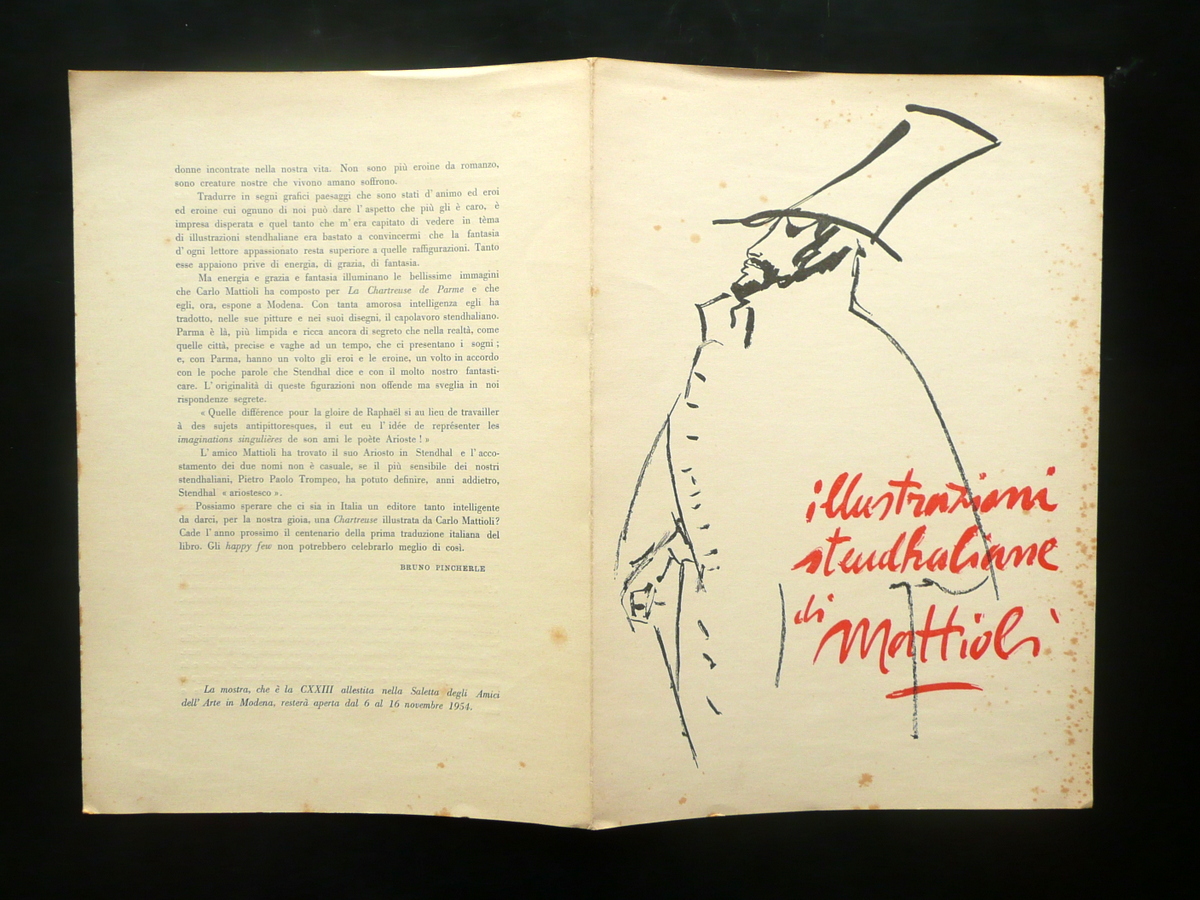 donne incontrate nella nostra vita. Non sono più eroine da romanzo,
sono creature nostre che vivono amano soffrono.
Tradurre in segni grafici paesaggi che sono stati d' animo ed eroi
ed eroine cui ognuno di noi può dare l' aspetto che più gli è caro, è
impresa disperata e quel tanto che m' era capitato di vedere in tèma
di illustrazioni stendhaliane era bastato a convincermi che la fantasia
d' ogni lettore appassionato resta superiore a quelle raffigurazioni. Tanto
esse appaiono prive di energia, di grazia, di fantasia.
Ma energia e grazia e fantasia illuminano le bellissime immagini
che Carlo Mattioli ha composto per La Chartreuse de Parme e che
egli, ora, espone a Modena. Con tanta amorosa intelligenza egli ha
tradotto, nelle sue pitture e nei suoi disegni, il capolavoro stendhaliano.
Parma è là, più limpida e ricca ancora di segreto che nella realtà, come
quelle città, precise e vaghe ad un tempo, che ci presentano i sogni ;
e, con Parma, hanno un volto gli eroi e le eroine, un volto in accordo
con le poche parole che Stendhal dice e con il molto nostro fantasti-
care. L' originalità di queste figurazioni non offende ma sveglia in noi
rispondenze segrete.
« Quelle différence pour la gloire de Raphaël si au lieu de travailler
à des sujets antipittoresques, il eut eu l' idée de représenter les
imaginations singulières de son ami le poète Arioste ! »
L' amico Mattioli ha trovato il suo Ariosto in Stendhal e l' acco-
stamento dei due nomi non è casuale, se il più sensibile dei nostri
stendhaliani, Pietro Paolo Trompeo, ha potuto definire, anni addietro,
Stendhal « ariostesco ».
Possiamo sperare che ci sia in Italia un editore tanto intelligente
da darci, per la nostra gioia, una Chartreuse illustrata da Carlo Mattioli?
Cade l' anno prossimo il centenario della prima traduzione italiana del
libro. Gli happy few non potrebbero celebrarlo meglio di così.
BRUNO PINCHERLE
La mostra, che è la CXXIII allestita nella Saletta degli Amici
dell' Arte in Modena, resterà aperta dal 6 al 16 novembre 1954.
illustrazioni
stendhaliane
di
Mattioli